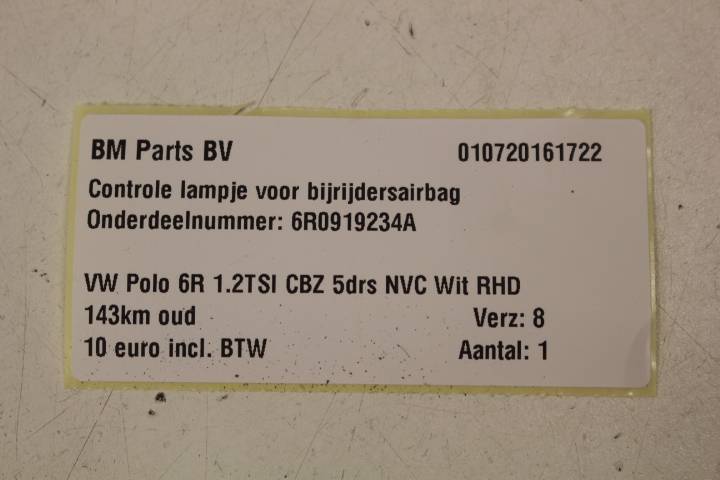 BM Parts BV 010720161722
Controle lampje voor bijrijdersairbag
Onderdeelnummer: 6R0919234A
VW Polo 6R 1.2TSI CBZ 5drs NVC Wit RHD
143km oud Verz: 8
10 euro incl. BTW Aantal: 1